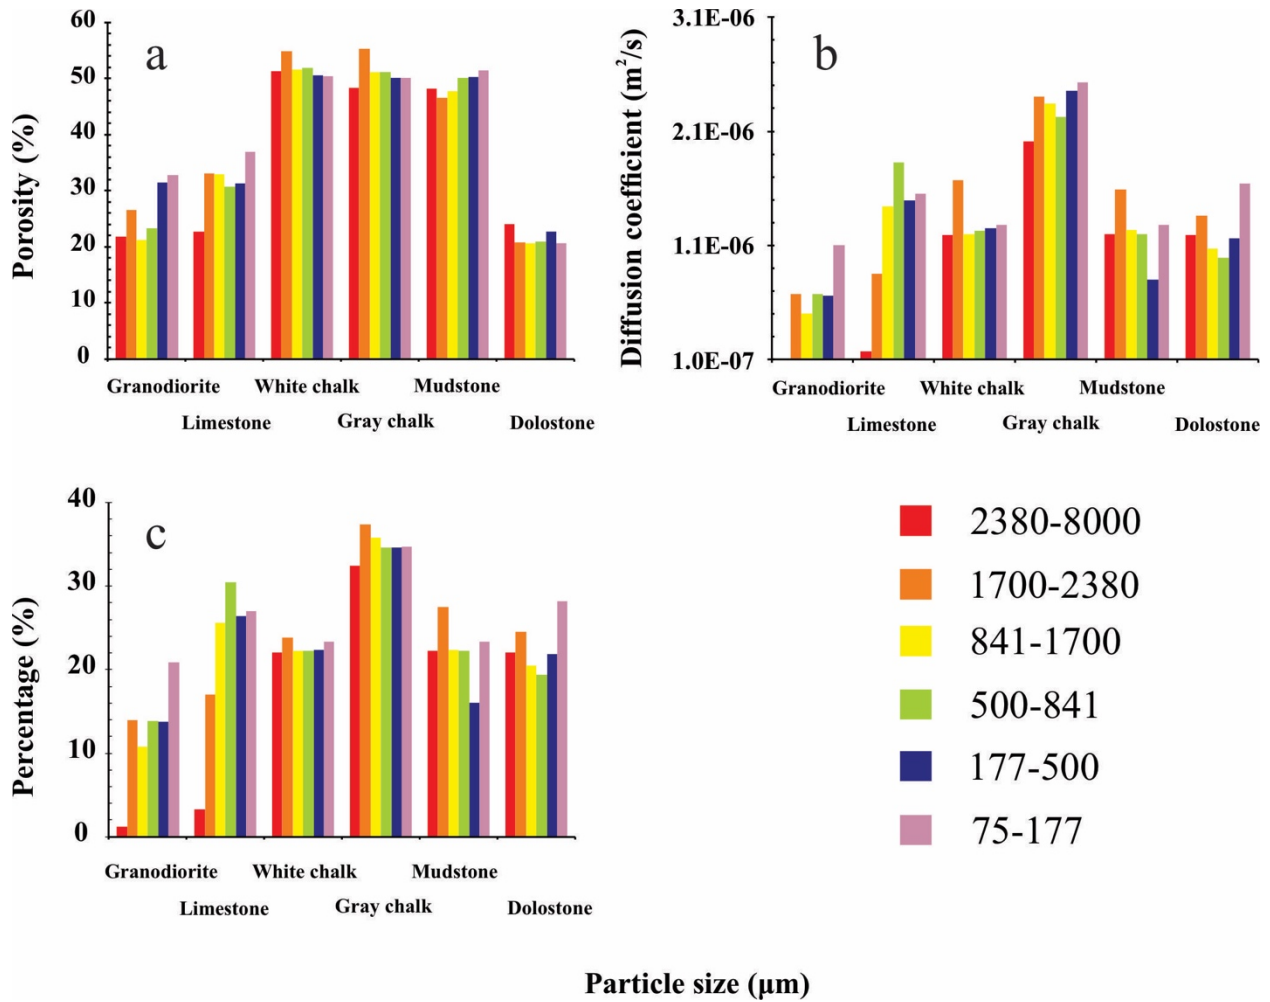 a
Porosity (%)
60
50
40
30
20
10
0
Granodiorite
White chalk
Mudstone
Limestone
Gray chalk
Dolostone
b
Diffusion coefficient (m²/s)
3.1E-06
2.1E-06
1.1E-06
1.0E-07
Granodiorite
White chalk
Mudstone
Limestone
Gray chalk
Dolostone
c
Percentage (%)
40
30
20
10
0
Granodiorite
White chalk
Mudstone
Limestone
Gray chalk
Dolostone
2380-8000
1700-2380
841-1700
500-841
177-500
75-177
Particle size (μm)